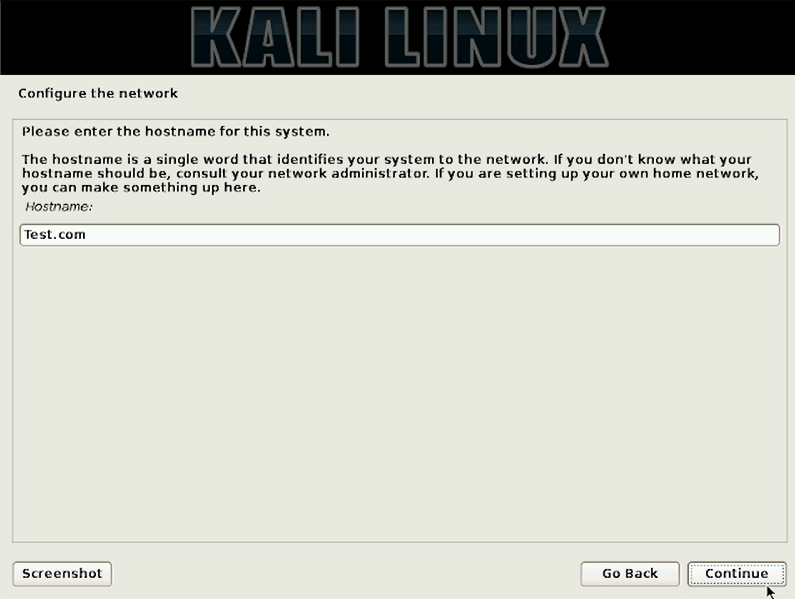 KALI LINUX
Configure the network
Please enter the hostname for this system.
The hostname is a single word that identifies your system to the network. If you don't know what your
hostname should be, consult your network administrator. If you are setting up your own home network,
you can make something up here.
Hostname:
Test.com
Screenshot
Go Back
Continue